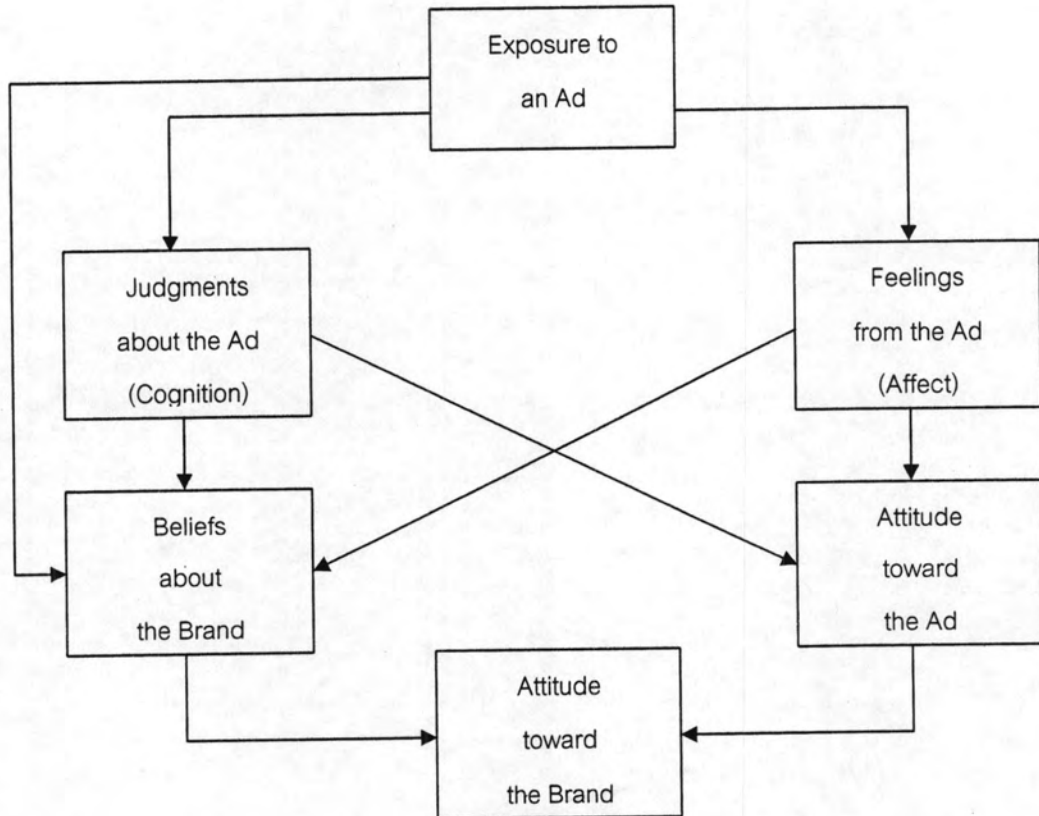 Exposure to
an Ad
Judgments
about the Ad
(Cognition)
Feelings
from the Ad
(Affect)
Beliefs
about
the Brand
Attitude
toward
the Ad
Attitude
toward
the Brand